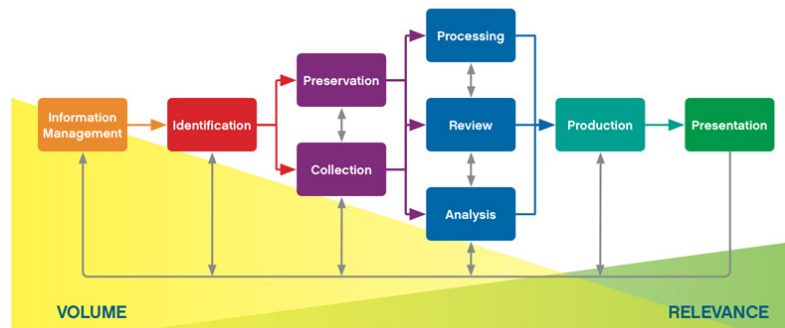 Information
Management
Identification
Preservation
Collection
Processing
Review
Analysis
Production
Presentation
VOLUME
RELEVANCE